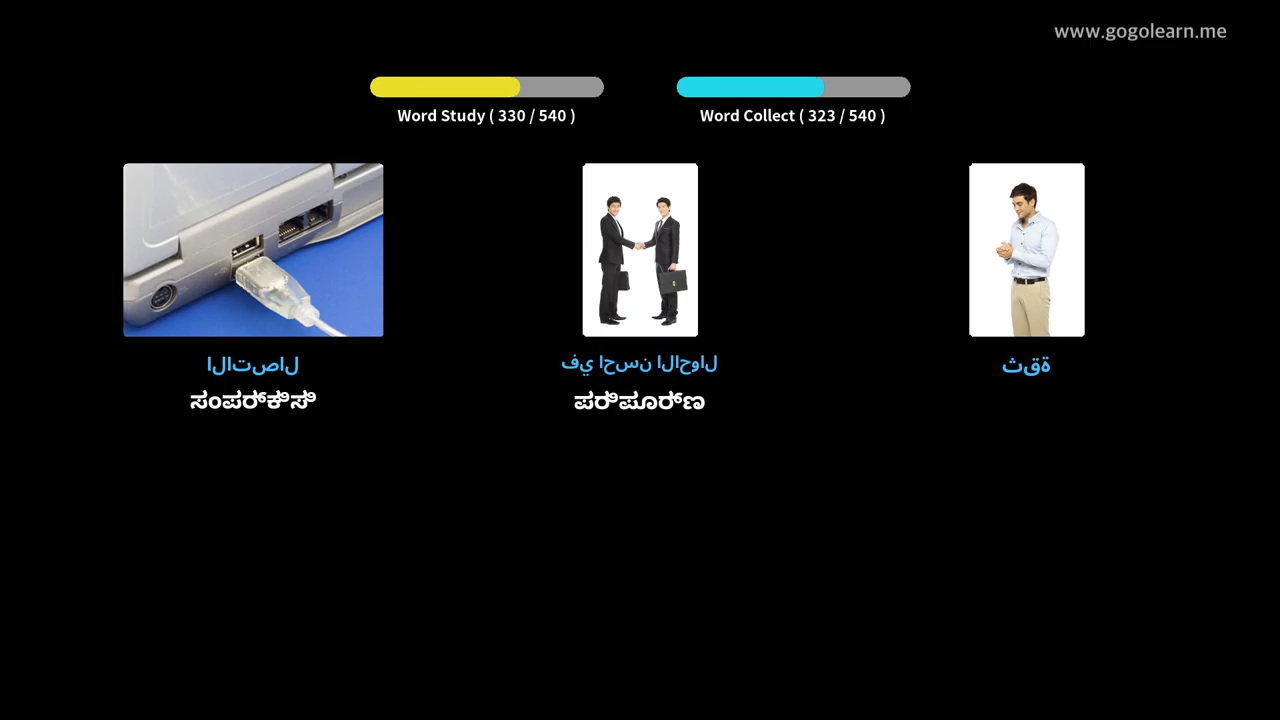 www.gogolearn.me
Word Study ( 330 / 540 )
Word Collect ( 323 / 540 )
الاتصال
ಸಂಪರ್ಕಿಸಿ
في احسن الاحوال
ಪರಿಪೂರ್ಣ
ثقة